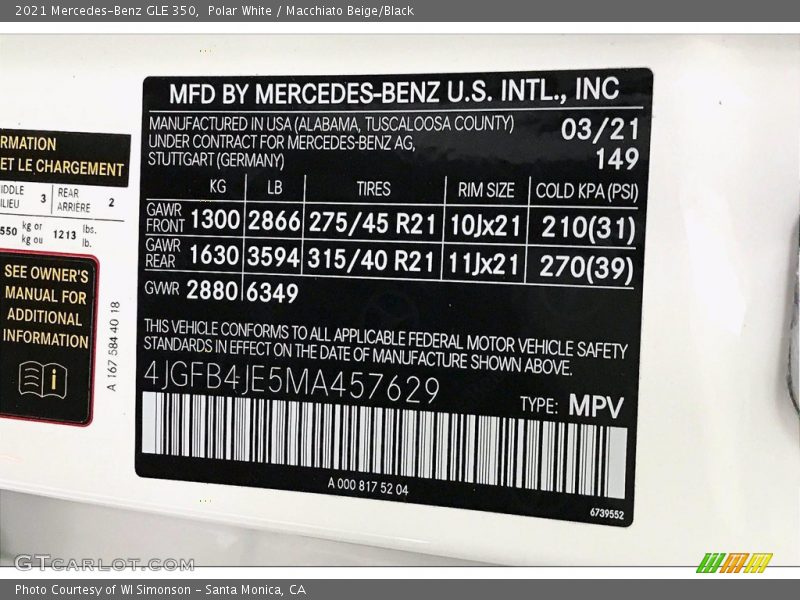 2021 Mercedes-Benz GLE 350,  Polar White / Macchiato Beige/Black
MFD BY MERCEDES-BENZ U.S. INTL., INC
MANUFACTURED IN USA (ALABAMA, TUSCALOOSA COUNTY)
UNDER CONTRACT FOR MERCEDES-BENZ AG,
STUTTGART (GERMANY)
03/21
149
KG LB TIRES RIM SIZE COLD KPA (PSI)
GAWR FRONT 1300 2866 275/45 R21 10Jx21 210(31)
GAWR REAR 1630 3594 315/40 R21 11Jx21 270(39)
GVWR 2880 6349
THIS VEHICLE CONFORMS TO ALL APPLICABLE FEDERAL MOTOR VEHICLE SAFETY
STANDARDS IN EFFECT ON THE DATE OF MANUFACTURE SHOWN ABOVE.
4JGFB4JE5MA457629
TYPE: MPV
A 000 817 52 04
6739552
RMATION
ET LE CHARGEMENT
IDDLE
ILIEU 3
REAR
ARRIÈRE 2
550 kg or
kg ou 1213 lbs.
lb.
SEE OWNER'S
MANUAL FOR
ADDITIONAL
INFORMATION
i
A 167 584 40 18
GTCARLOT.COM
Photo Courtesy of WI Simonson - Santa Monica, CA